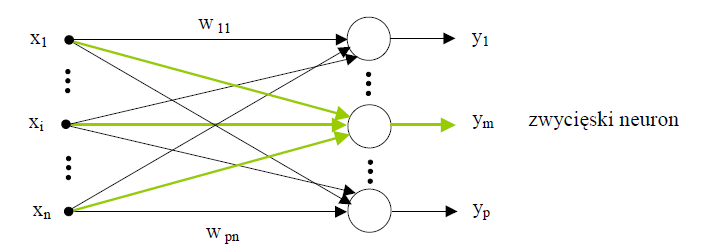 x1 w 11 y1
xi ym zwycięski neuron
xn w pn yp